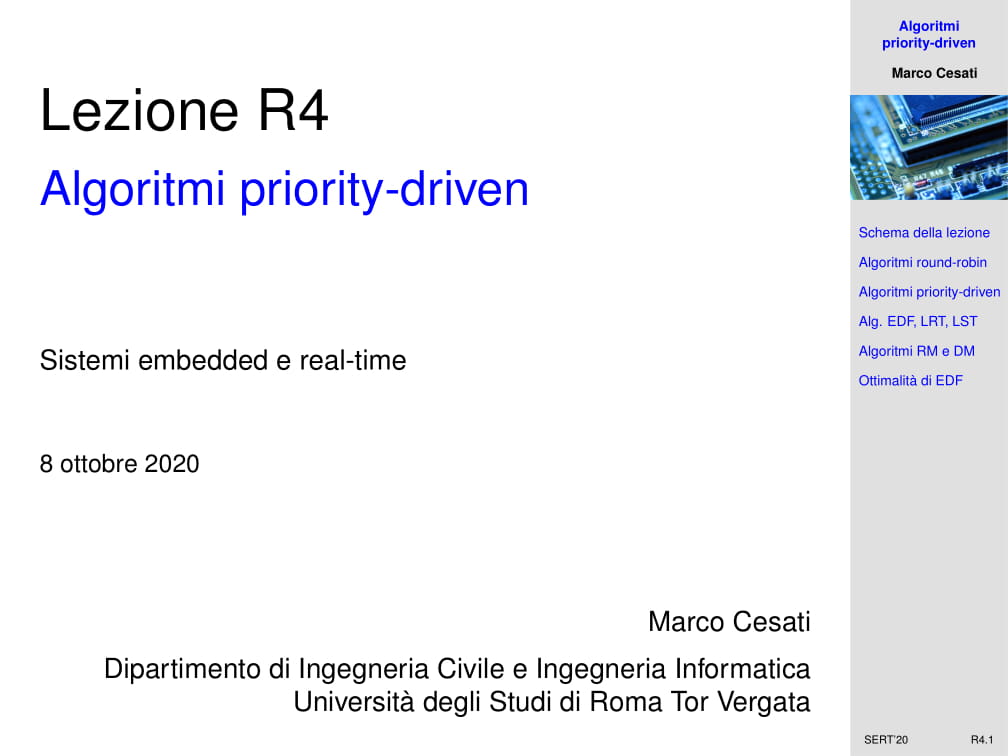 Lezione R4
Algoritmi priority-driven
Sistemi embedded e real-time
8 ottobre 2020
Marco Cesati
Dipartimento di Ingegneria Civile e Ingegneria Informatica
Università degli Studi di Roma Tor Vergata
Algoritmi
priority-driven
Marco Cesati
Schema della lezione
Algoritmi round-robin
Algoritmi priority-driven
Alg. EDF, LRT, LST
Algoritmi RM e DM
Ottimalità di EDF
SERT'20 R4.1